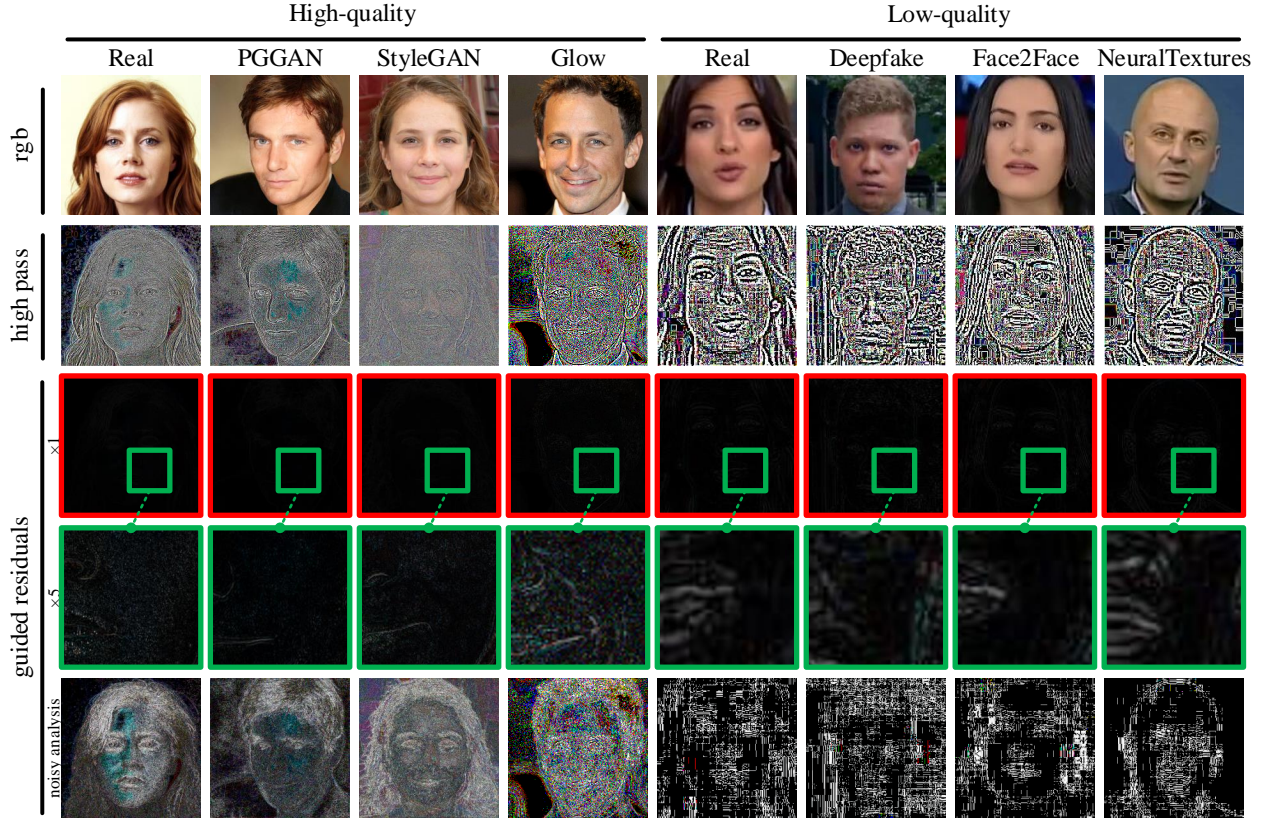 High-quality
Low-quality
Real
PGGAN
StyleGAN
Glow
Real
Deepfake
Face2Face
NeuralTextures
rgb
high pass
guided residuals
×1
×5
noisy analysis